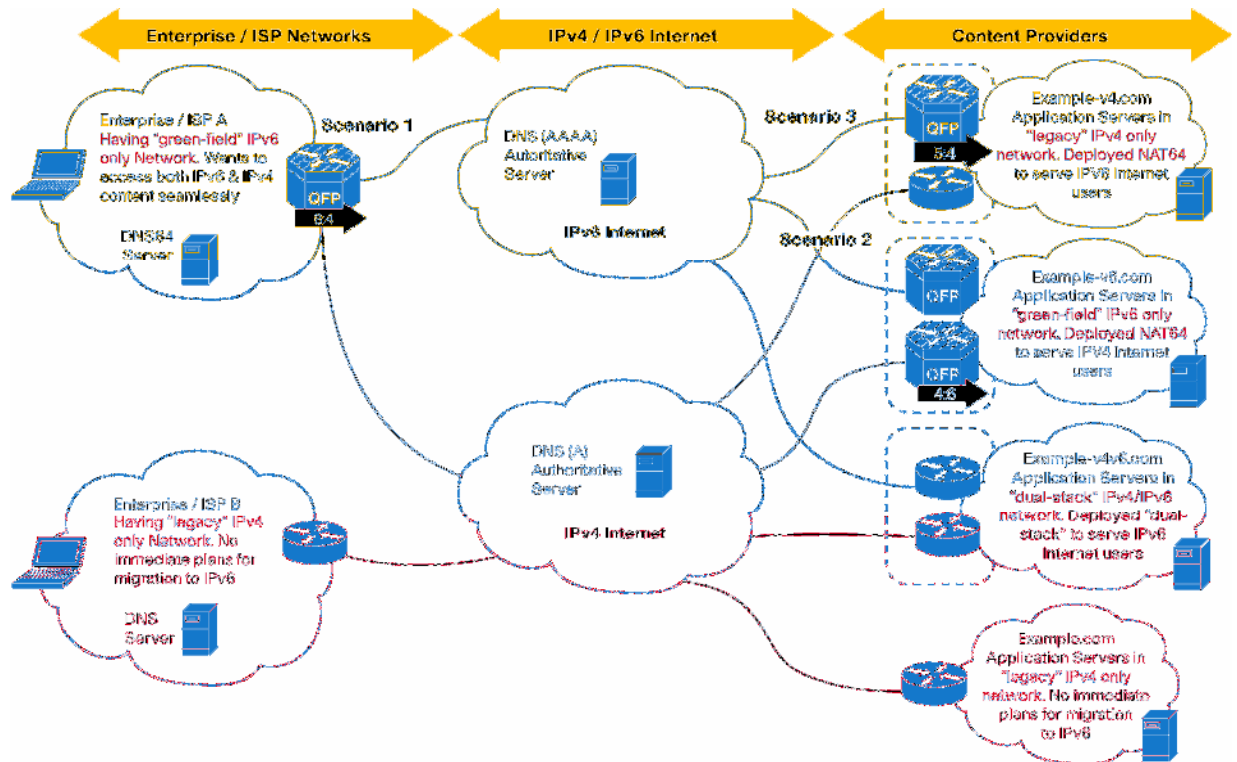 Enterprise / ISP Networks
IPv4 / IPv6 Internet
Content Providers
Enterprise / ISP A
Having "green-field" IPv6
only Network. Wants to
access both IPv6 & IPv4
content seamlessly
DNS64
Server
Scenario 1
QFP
6:4
DNS (AAAA)
Autoritative
Server
IPv6 Internet
Scenario 3
Scenario 2
QFP
Example-v4.com
Application Servers in
"legacy" IPv4 only
network. Deployed NAT64
to serve IPV6 Internet
users
QFP
QFP
4:6
Example-v6.com
Application Servers in
"green-field" IPv6 only
network. Deployed NAT64
to serve IPV4 Internet
users
Enterprise / ISP B
Having "legacy" IPv4
only Network. No
immediate plans for
migration to IPv6
DNS
Server
DNS (A)
Authoritative
Server
IPv4 Internet
Example-v4v6.com
Application Servers in
"dual-stack" IPv4/IPv6
network. Deployed "dual-
stack" to serve IPv6
Internet users
Example.com
Application Servers in
"legacy" IPv4 only
network. No immediate
plans for migration
to IPv6